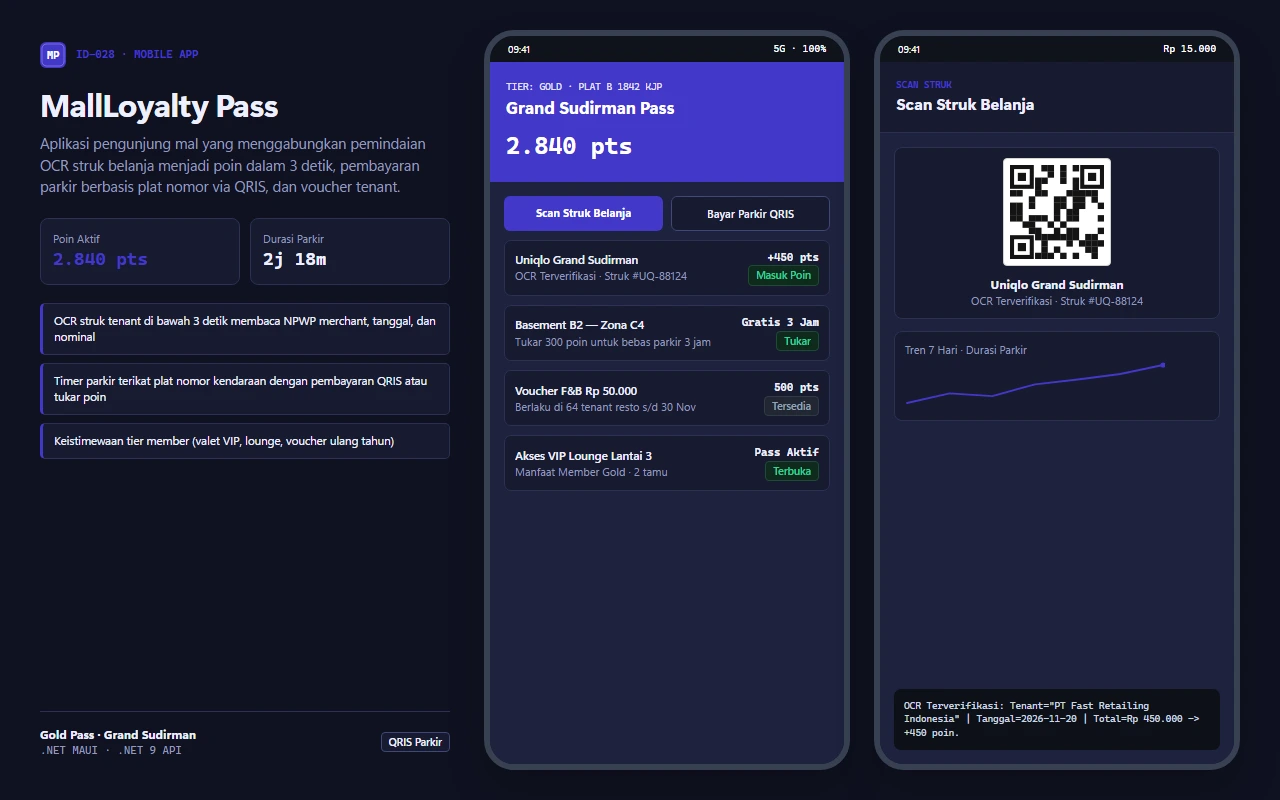 MP
ID-028 · MOBILE APP
MallLoyalty Pass
Aplikasi pengunjung mal yang menggabungkan pemindaian
OCR struk belanja menjadi poin dalam 3 detik, pembayaran
parkir berbasis plat nomor via QRIS, dan voucher tenant.
Poin Aktif
2.840 pts
Durasi Parkir
2j 18m
OCR struk tenant di bawah 3 detik membaca NPWP merchant, tanggal, dan
nominal
Timer parkir terikat plat nomor kendaraan dengan pembayaran QRIS atau
tukar poin
Keistimewaan tier member (valet VIP, lounge, voucher ulang tahun)
Gold Pass · Grand Sudirman
.NET MAUI · .NET 9 API
QRIS Parkir
09:41
5G · 100%
TIER: GOLD · PLAT B 1842 KJP
Grand Sudirman Pass
2.840 pts
Scan Struk Belanja
Bayar Parkir QRIS
Uniqlo Grand Sudirman
OCR Terverifikasi · Struk #UQ-88124
+450 pts
Masuk Poin
Basement B2 — Zona C4
Tukar 300 poin untuk bebas parkir 3 jam
Gratis 3 Jam
Tukar
Voucher F&B Rp 50.000
Berlaku di 64 tenant resto s/d 30 Nov
500 pts
Tersedia
Akses VIP Lounge Lantai 3
Manfaat Member Gold · 2 tamu
Pass Aktif
Terbuka
09:41
Rp 15.000
SCAN STRUK
Scan Struk Belanja
Uniqlo Grand Sudirman
OCR Terverifikasi · Struk #UQ-88124
Tren 7 Hari · Durasi Parkir
OCR Terverifikasi: Tenant="PT Fast Retailing
Indonesia" | Tanggal=2026-11-20 | Total=Rp 450.000 ->
+450 poin.